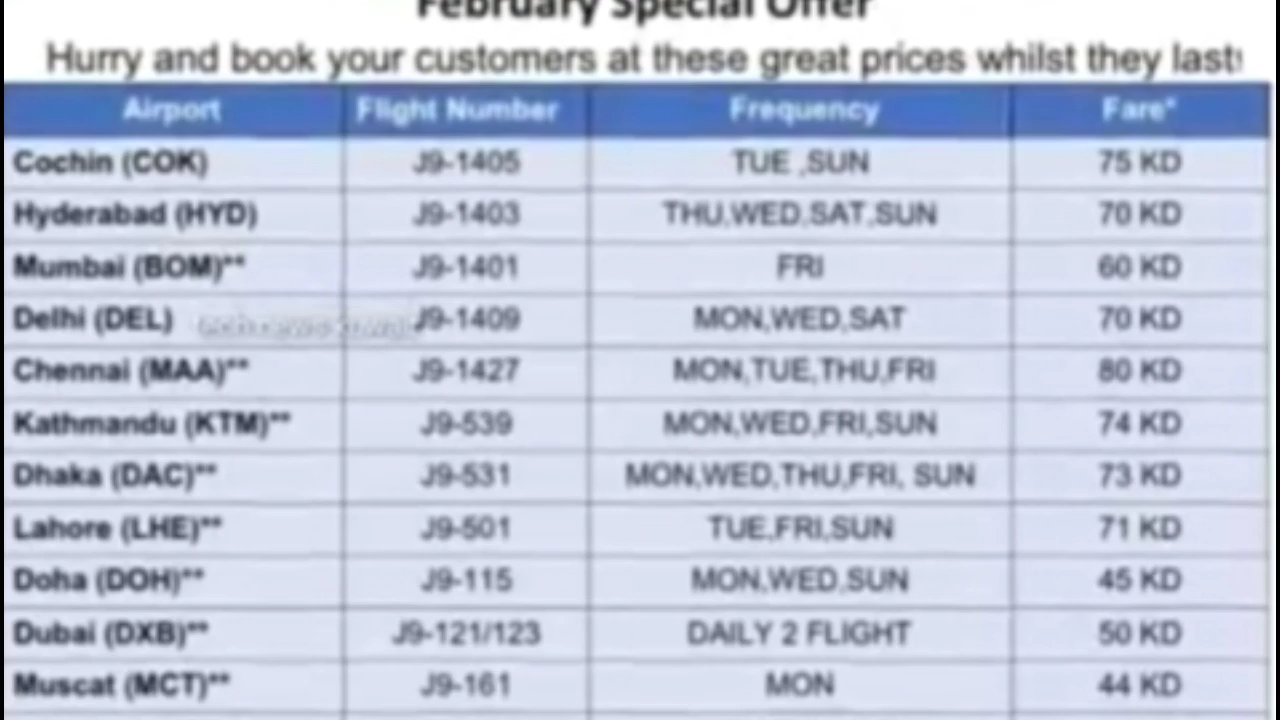 February Special Offer
Hurry and book your customers at these great prices whilst they last!
Airport Flight Number Frequency Fare*
Cochin (COK) J9-1405 TUE ,SUN 75 KD
Hyderabad (HYD) J9-1403 THU,WED,SAT,SUN 70 KD
Mumbai (BOM)** J9-1401 FRI 60 KD
Delhi (DEL) J9-1409 MON,WED,SAT 70 KD
Chennai (MAA)** J9-1427 MON,TUE,THU,FRI 80 KD
Kathmandu (KTM)** J9-539 MON,WED,FRI,SUN 74 KD
Dhaka (DAC)** J9-531 MON,WED,THU,FRI, SUN 73 KD
Lahore (LHE)** J9-501 TUE,FRI,SUN 71 KD
Doha (DOH)** J9-115 MON,WED,SUN 45 KD
Dubai (DXB)** J9-121/123 DAILY 2 FLIGHT 50 KD
Muscat (MCT)** J9-161 MON 44 KD